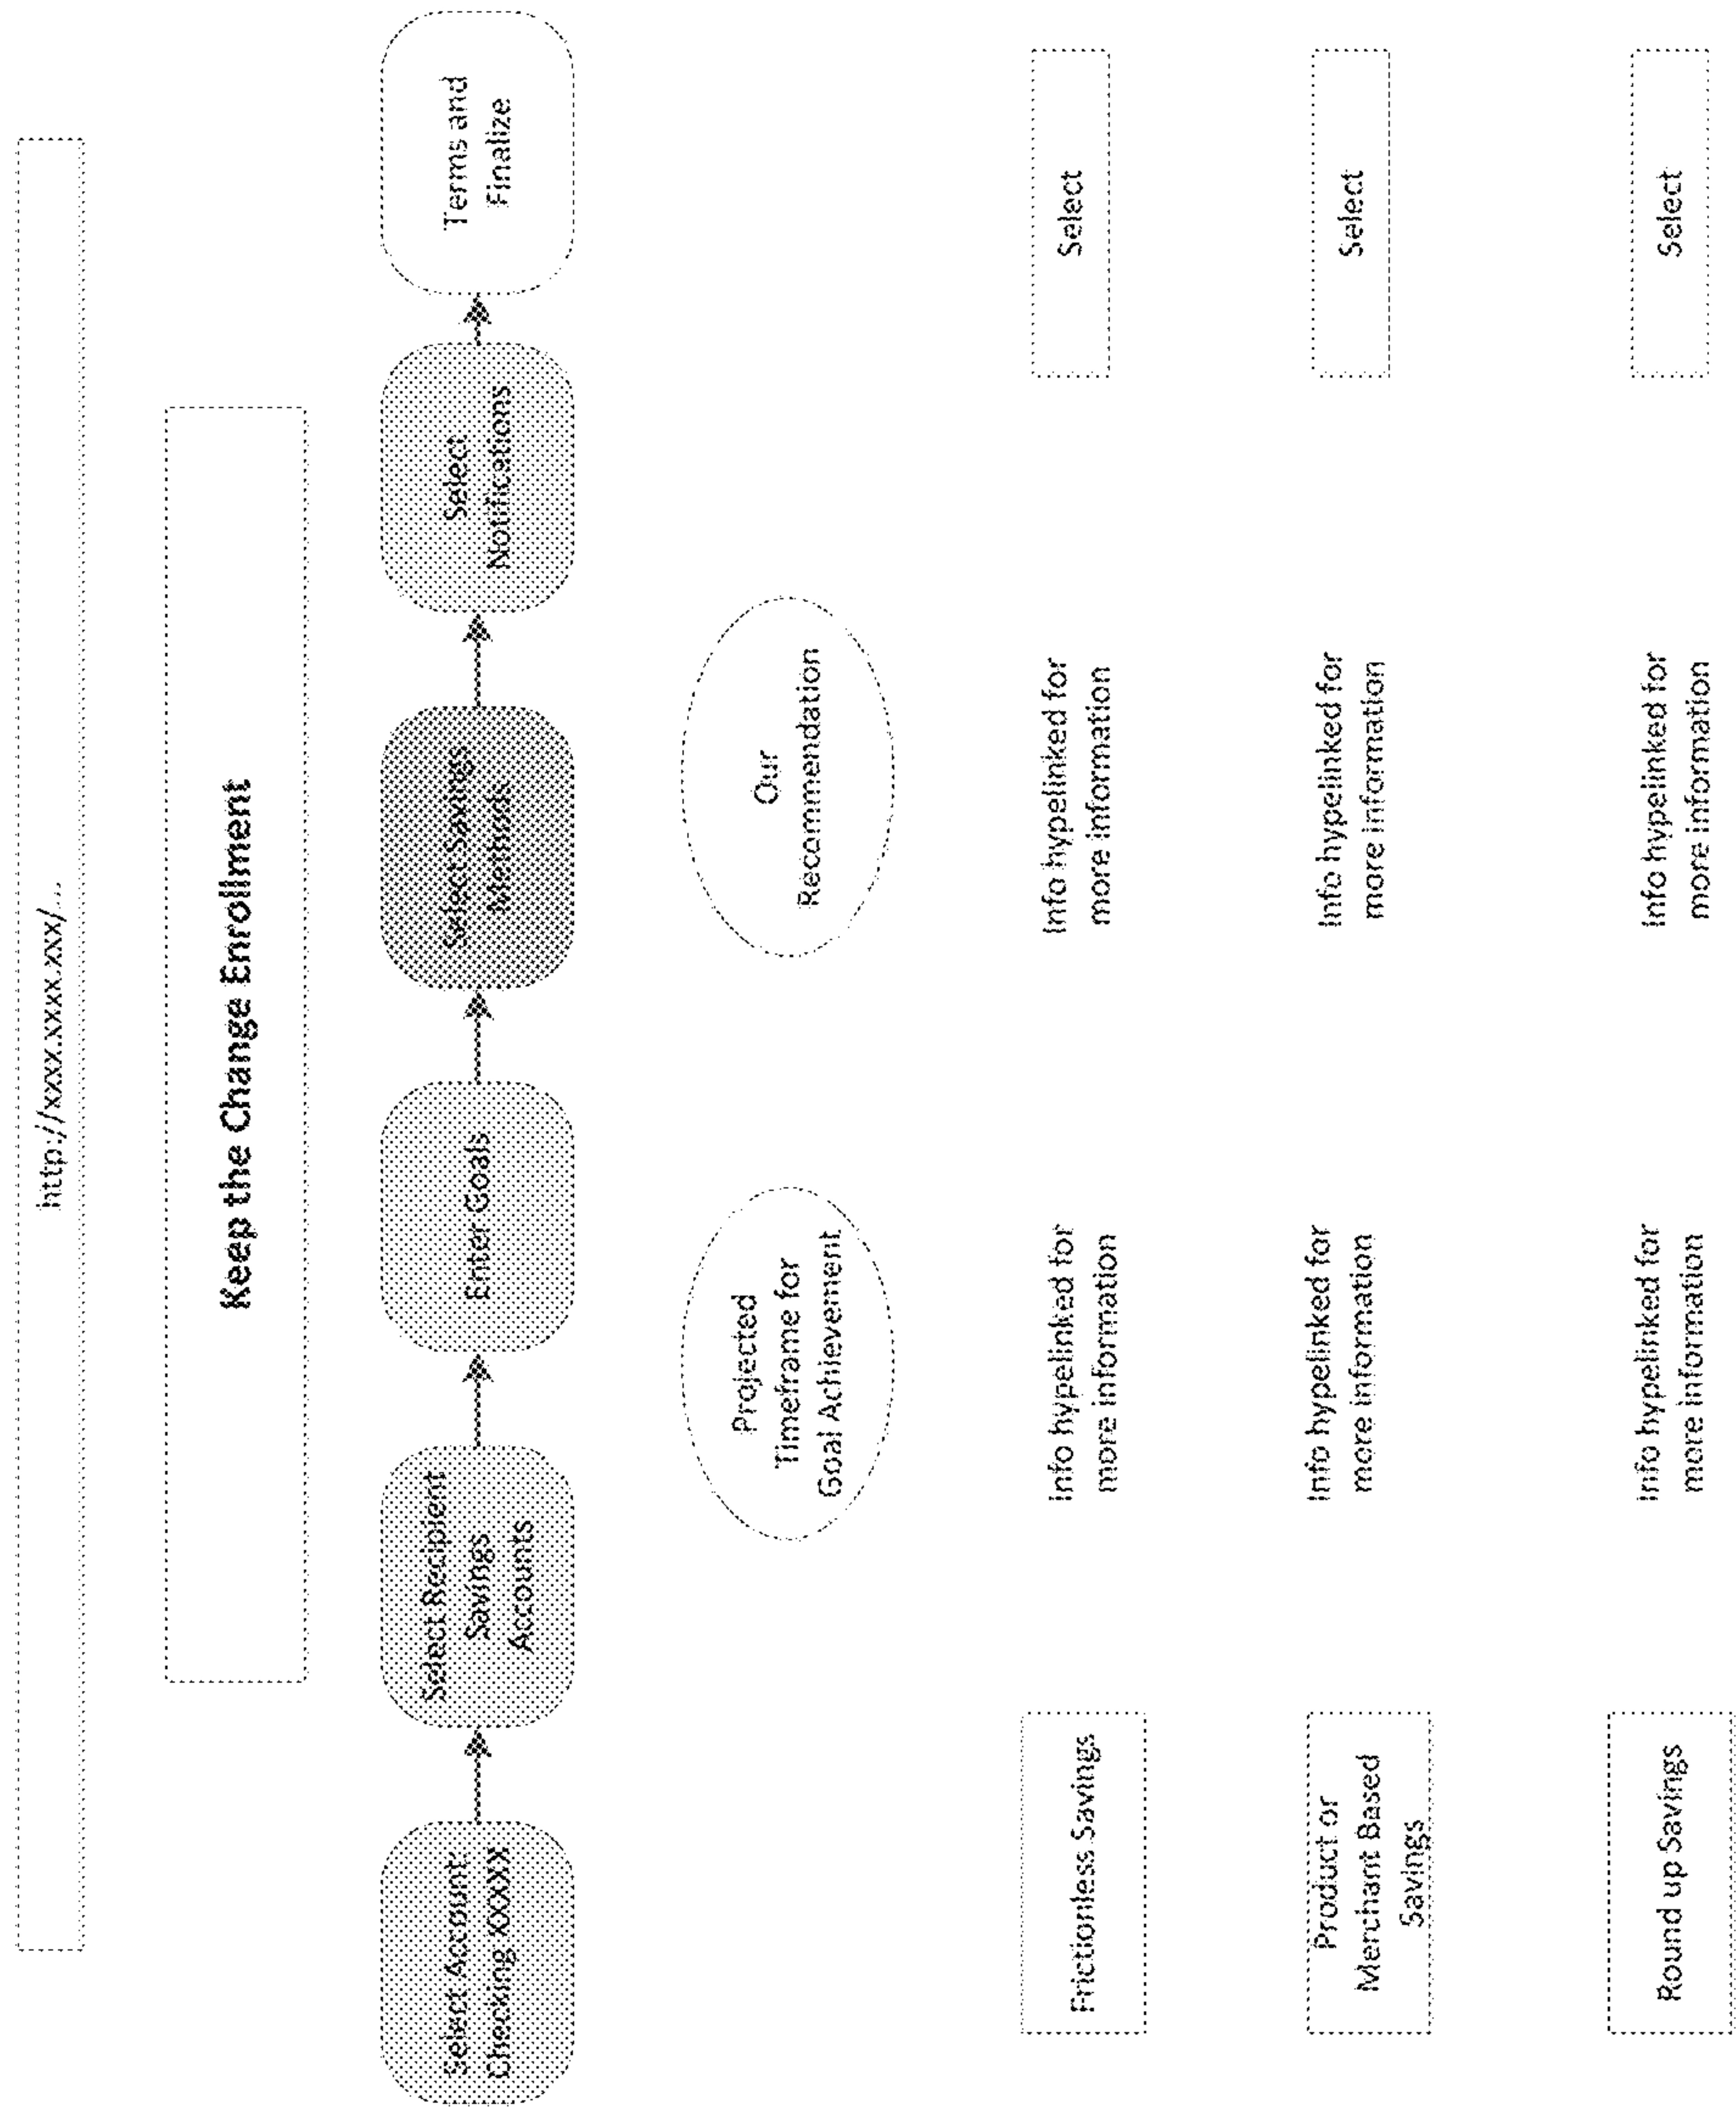 http://xxxx.xxxx.xxx/...
Keep the Change Enrollment
Select Account:
Checking XXXXX
Select Recipient
Savings
Accounts
Enter Goals
Select Savings
Methods
Select
Notifications
Terms and
Finalize
Projected
Timeframe for
Goal Achievement
Our
Recommendation
Frictionless Savings
Info hypelinked for
more information
Info hypelinked for
more information
Select
Product or
Merchant Based
Savings
Info hypelinked for
more information
Info hypelinked for
more information
Select
Round up Savings
Info hypelinked for
more information
Info hypelinked for
more information
Select